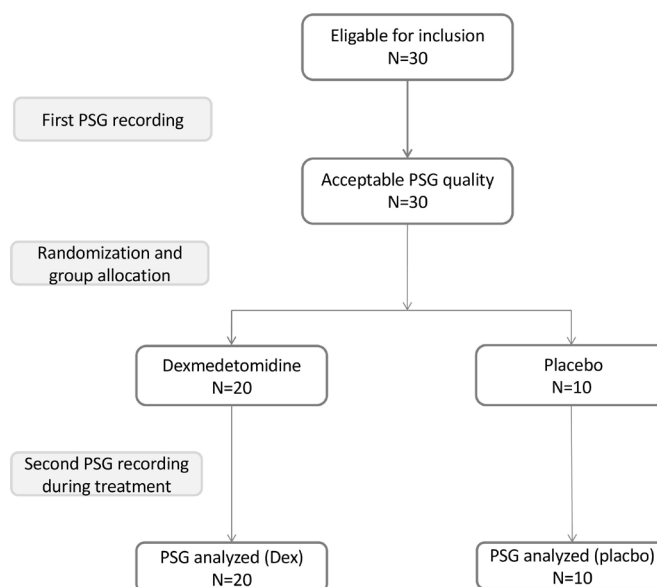 Eligable for inclusion
N=30
First PSG recording
Acceptable PSG quality
N=30
Randomization and
group allocation
Dexmedetomidine
N=20
Placebo
N=10
Second PSG recording
during treatment
PSG analyzed (Dex)
N=20
PSG analyzed (placbo)
N=10